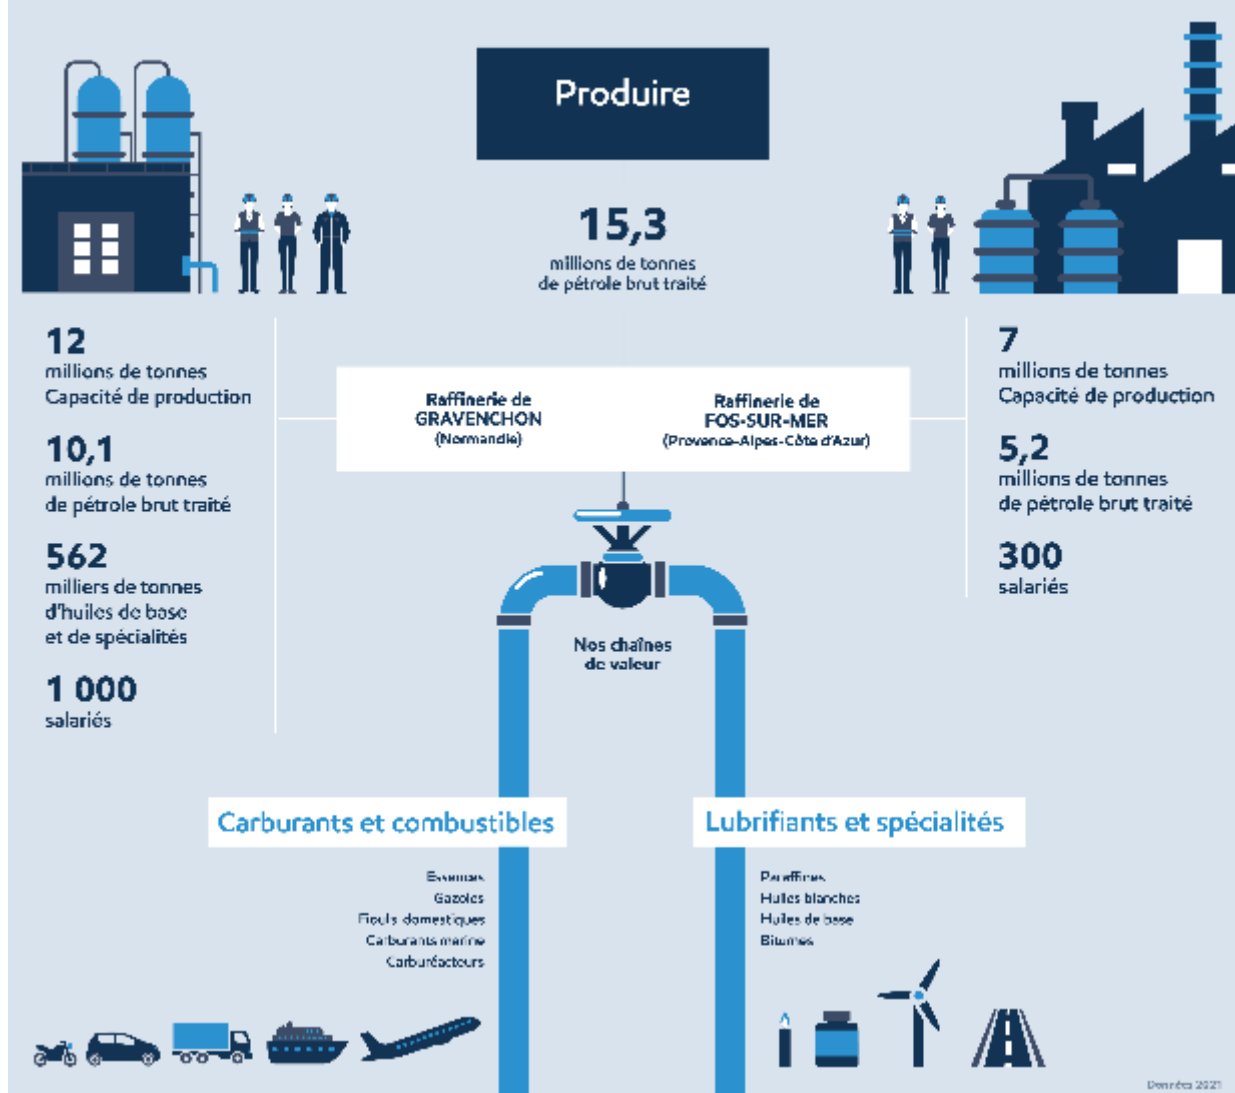 Produire
15,3
millions de tonnes
de pétrole brut traité
12
millions de tonnes
Capacité de production
10,1
millions de tonnes
de pétrole brut traité
562
milliers de tonnes
d'huiles de base
et de spécialités
1 000
salariés
Raffinerie de
GRAVENCHON
(Normandie)
Raffinerie de
FOS-SUR-MER
(Provence-Alpes-Côte d'Azur)
7
millions de tonnes
Capacité de production
5,2
millions de tonnes
de pétrole brut traité
300
salariés
Nos chaînes
de valeur
Carburants et combustibles
Essences
Gazoles
Fiouls domestiques
Carburants marine
Carburéacteurs
Lubrifiants et spécialités
Paraffines
Huiles blanches
Huiles de base
Bitumes
Données 2021